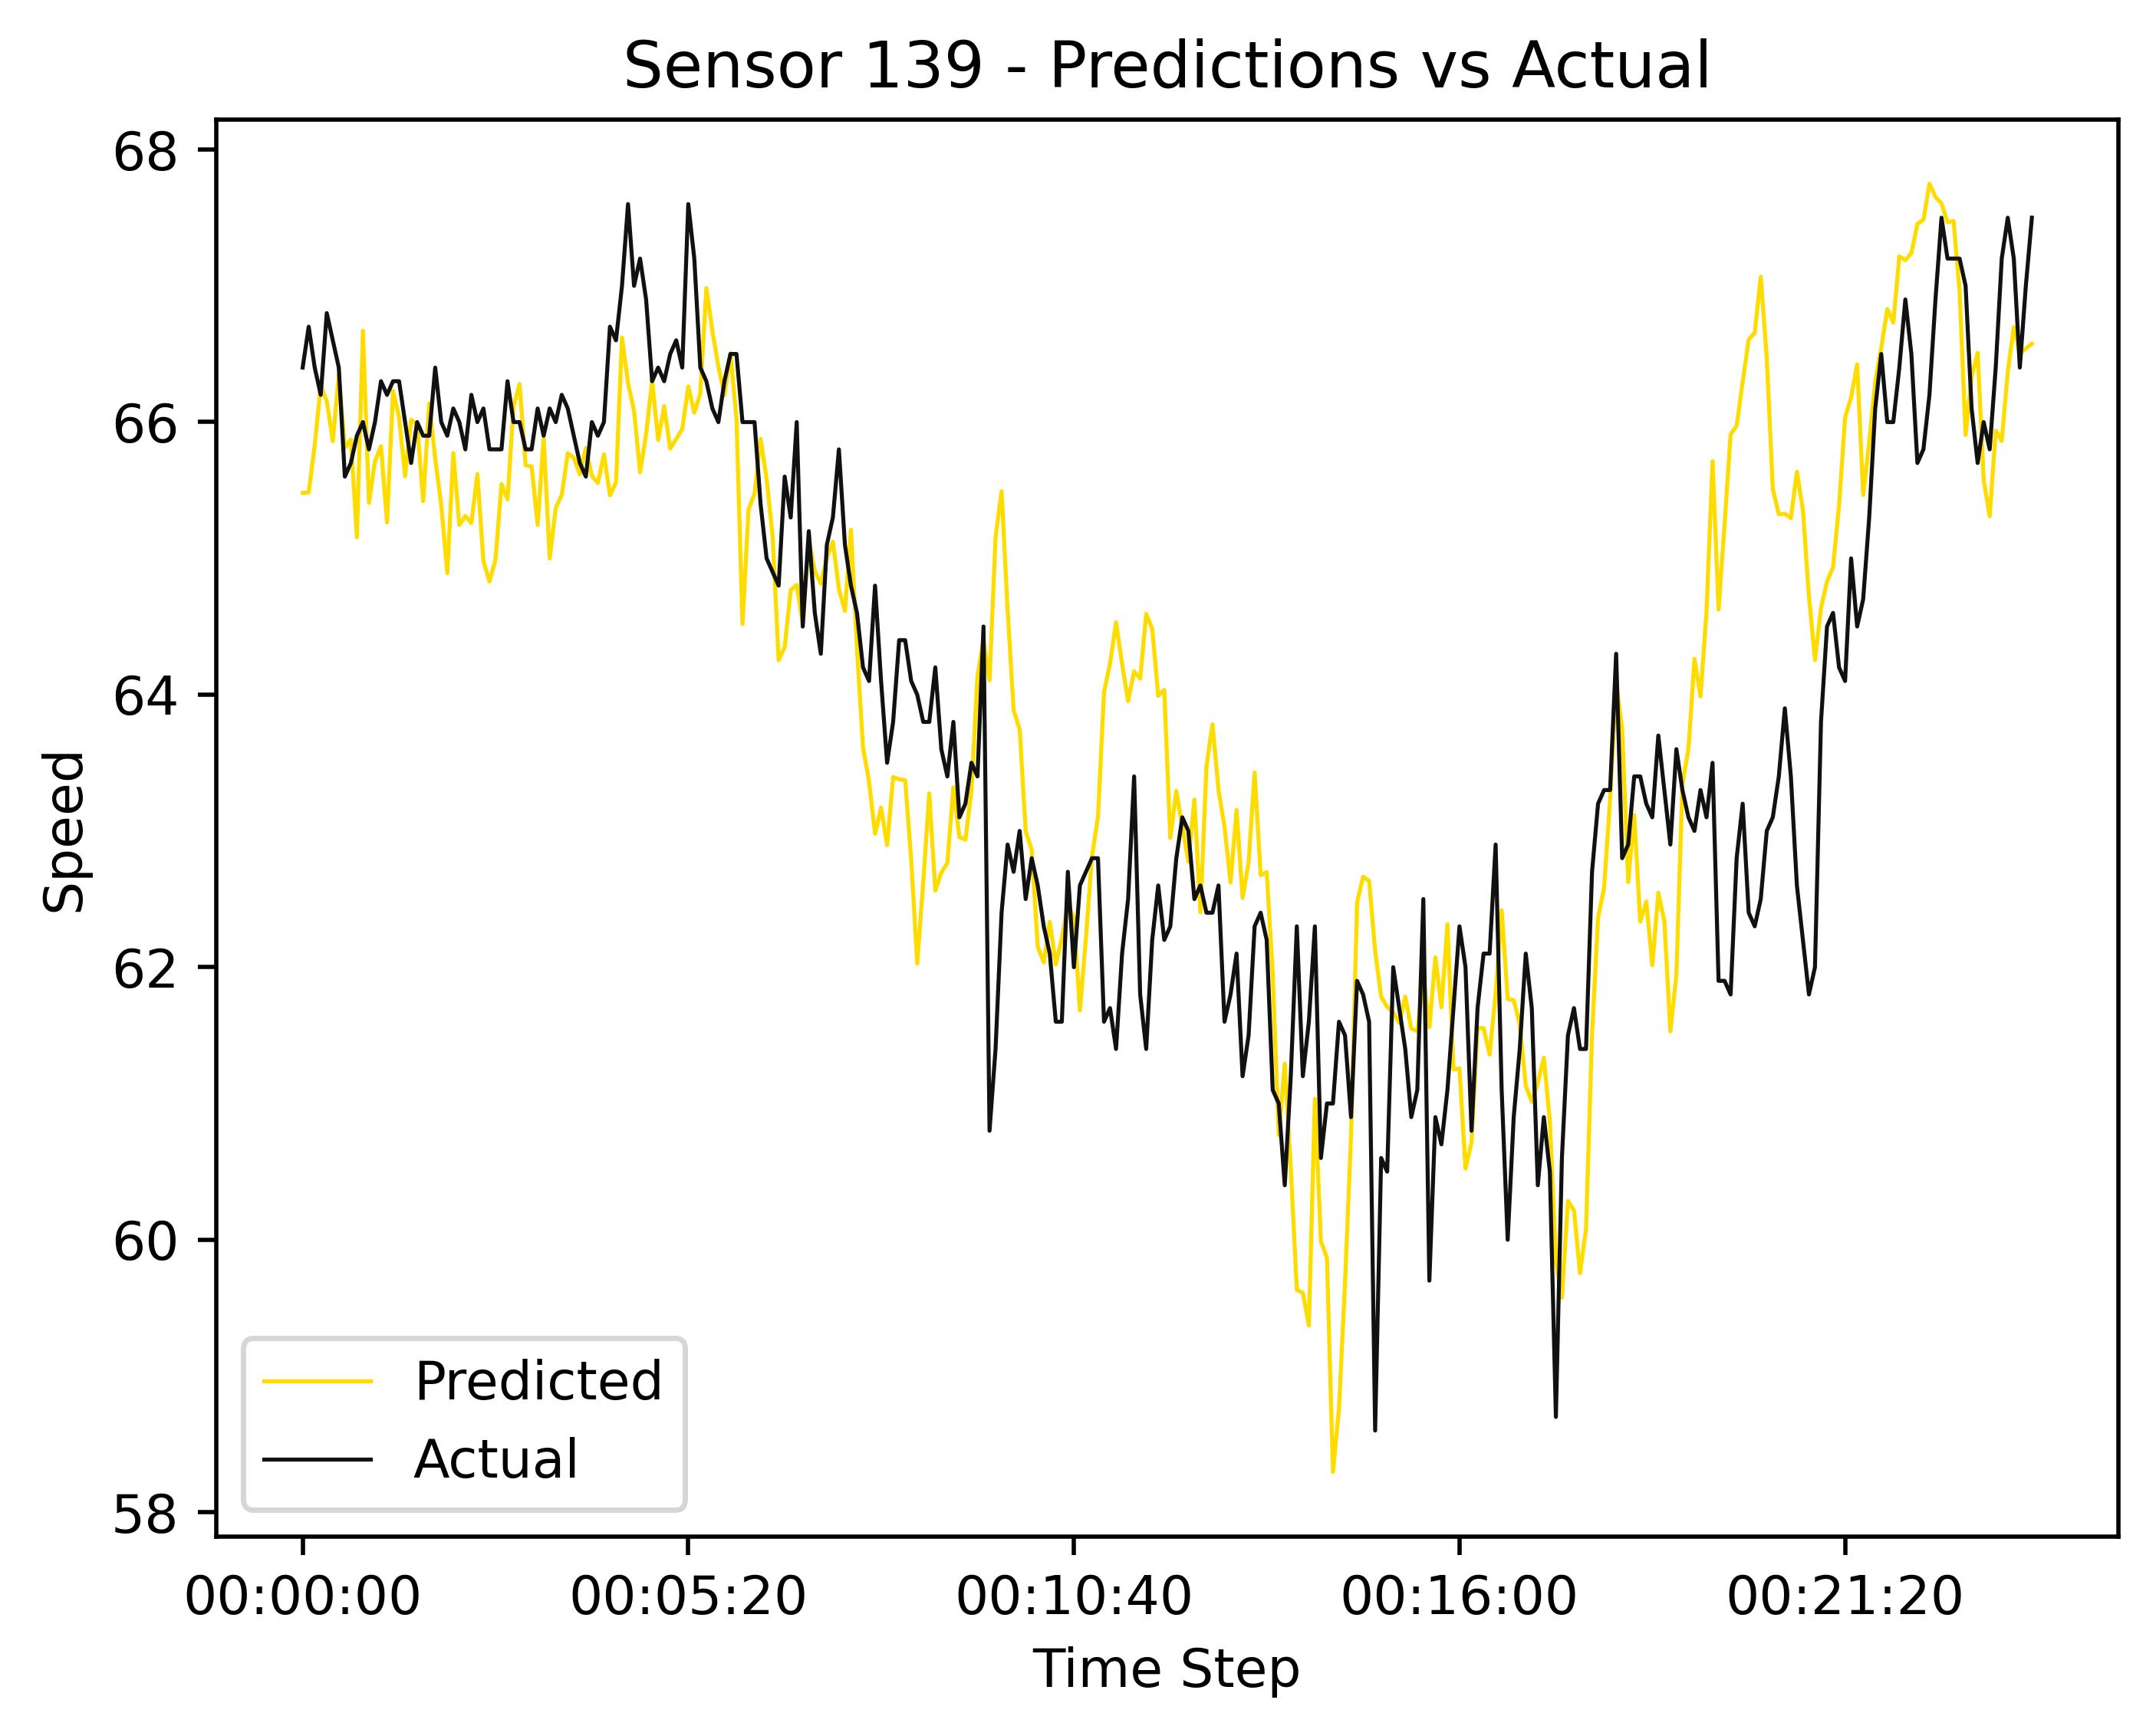 Sensor 139 - Predictions vs Actual
68
66
64
62
60
58
Speed
Predicted
Actual
00:00:00 00:05:20 00:10:40 00:16:00 00:21:20
Time Step